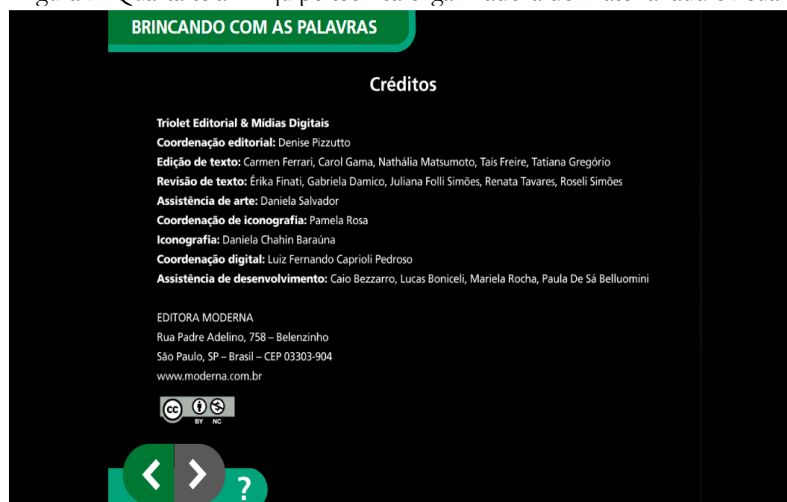 BRINCANDO COM AS PALAVRAS
Créditos
Triolet Editorial & Mídias Digitais
Coordenação editorial: Denise Pizzutto
Edição de texto: Carmen Ferrari, Carol Gama, Nathália Matsumoto, Taís Freire, Tatiana Gregório
Revisão de texto: Érika Finati, Gabriela Damico, Juliana Folli Simões, Renata Tavares, Roseli Simões
Assistência de arte: Daniela Salvador
Coordenação de iconografia: Pamela Rosa
Iconografia: Daniela Chahin Baraúna
Coordenação digital: Luiz Fernando Caprioli Pedroso
Assistência de desenvolvimento: Caio Bezzarro, Lucas Boniceli, Mariela Rocha, Paula De Sá Belluomini
EDITORA MODERNA
Rua Padre Adelino, 758 – Belenzinho
São Paulo, SP – Brasil – CEP 03303-904
www.moderna.com.br
cc BY NC
?